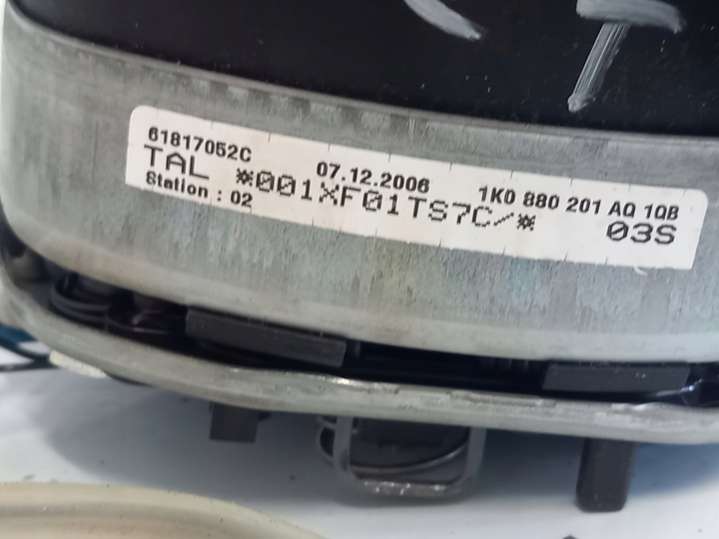 61817052C 07.12.2006 1K0 880 201 AQ 1QB
TAL *001XF01TS7C/* 03S
Station : 02